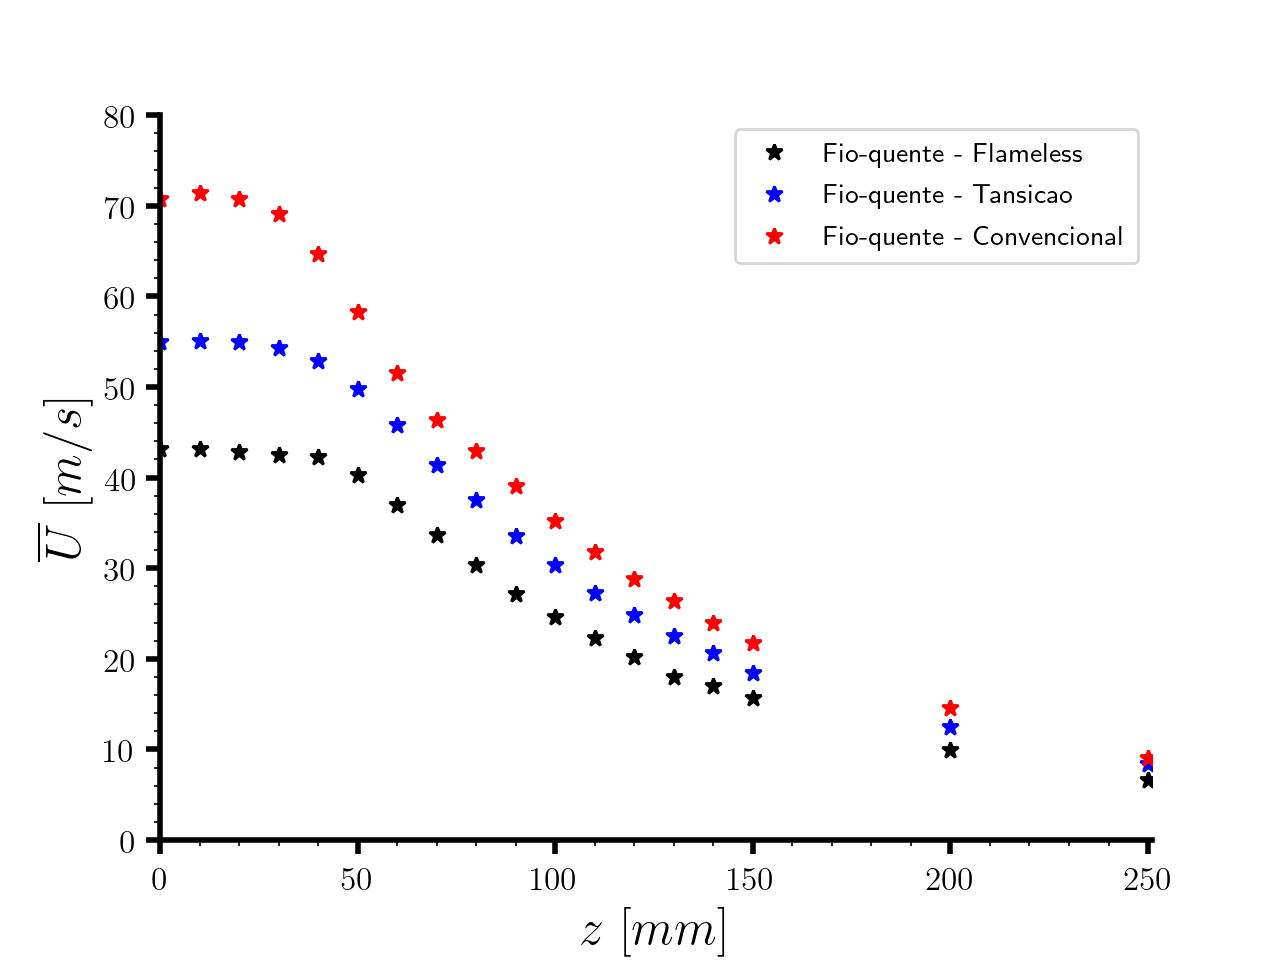 80
70
60
50
40
30
20
10
0
0 50 100 150 200 250
U̅ [m/s]
z [mm]
Fio-quente - Flameless
Fio-quente - Tansicao
Fio-quente - Convencional